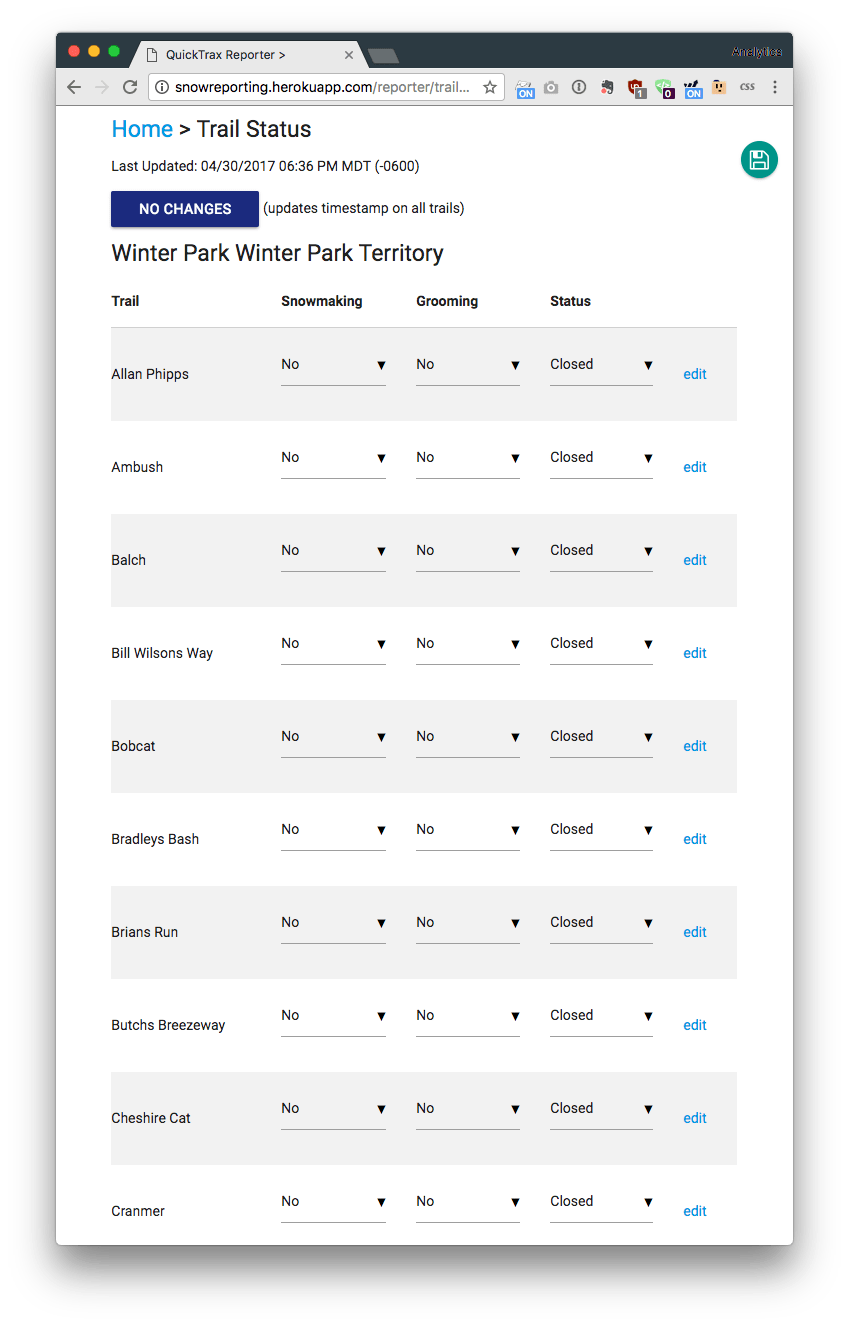 QuickTrax Reporter >
Analytics
snowreporting.herokuapp.com/reporter/trail...
ON
1
0
ON
css
Home > Trail Status
Last Updated: 04/30/2017 06:36 PM MDT (-0600)
NO CHANGES (updates timestamp on all trails)
Winter Park Winter Park Territory
Trail Snowmaking Grooming Status
Allan Phipps No No Closed edit
Ambush No No Closed edit
Balch No No Closed edit
Bill Wilsons Way No No Closed edit
Bobcat No No Closed edit
Bradleys Bash No No Closed edit
Brians Run No No Closed edit
Butchs Breezeway No No Closed edit
Cheshire Cat No No Closed edit
Cranmer No No Closed edit